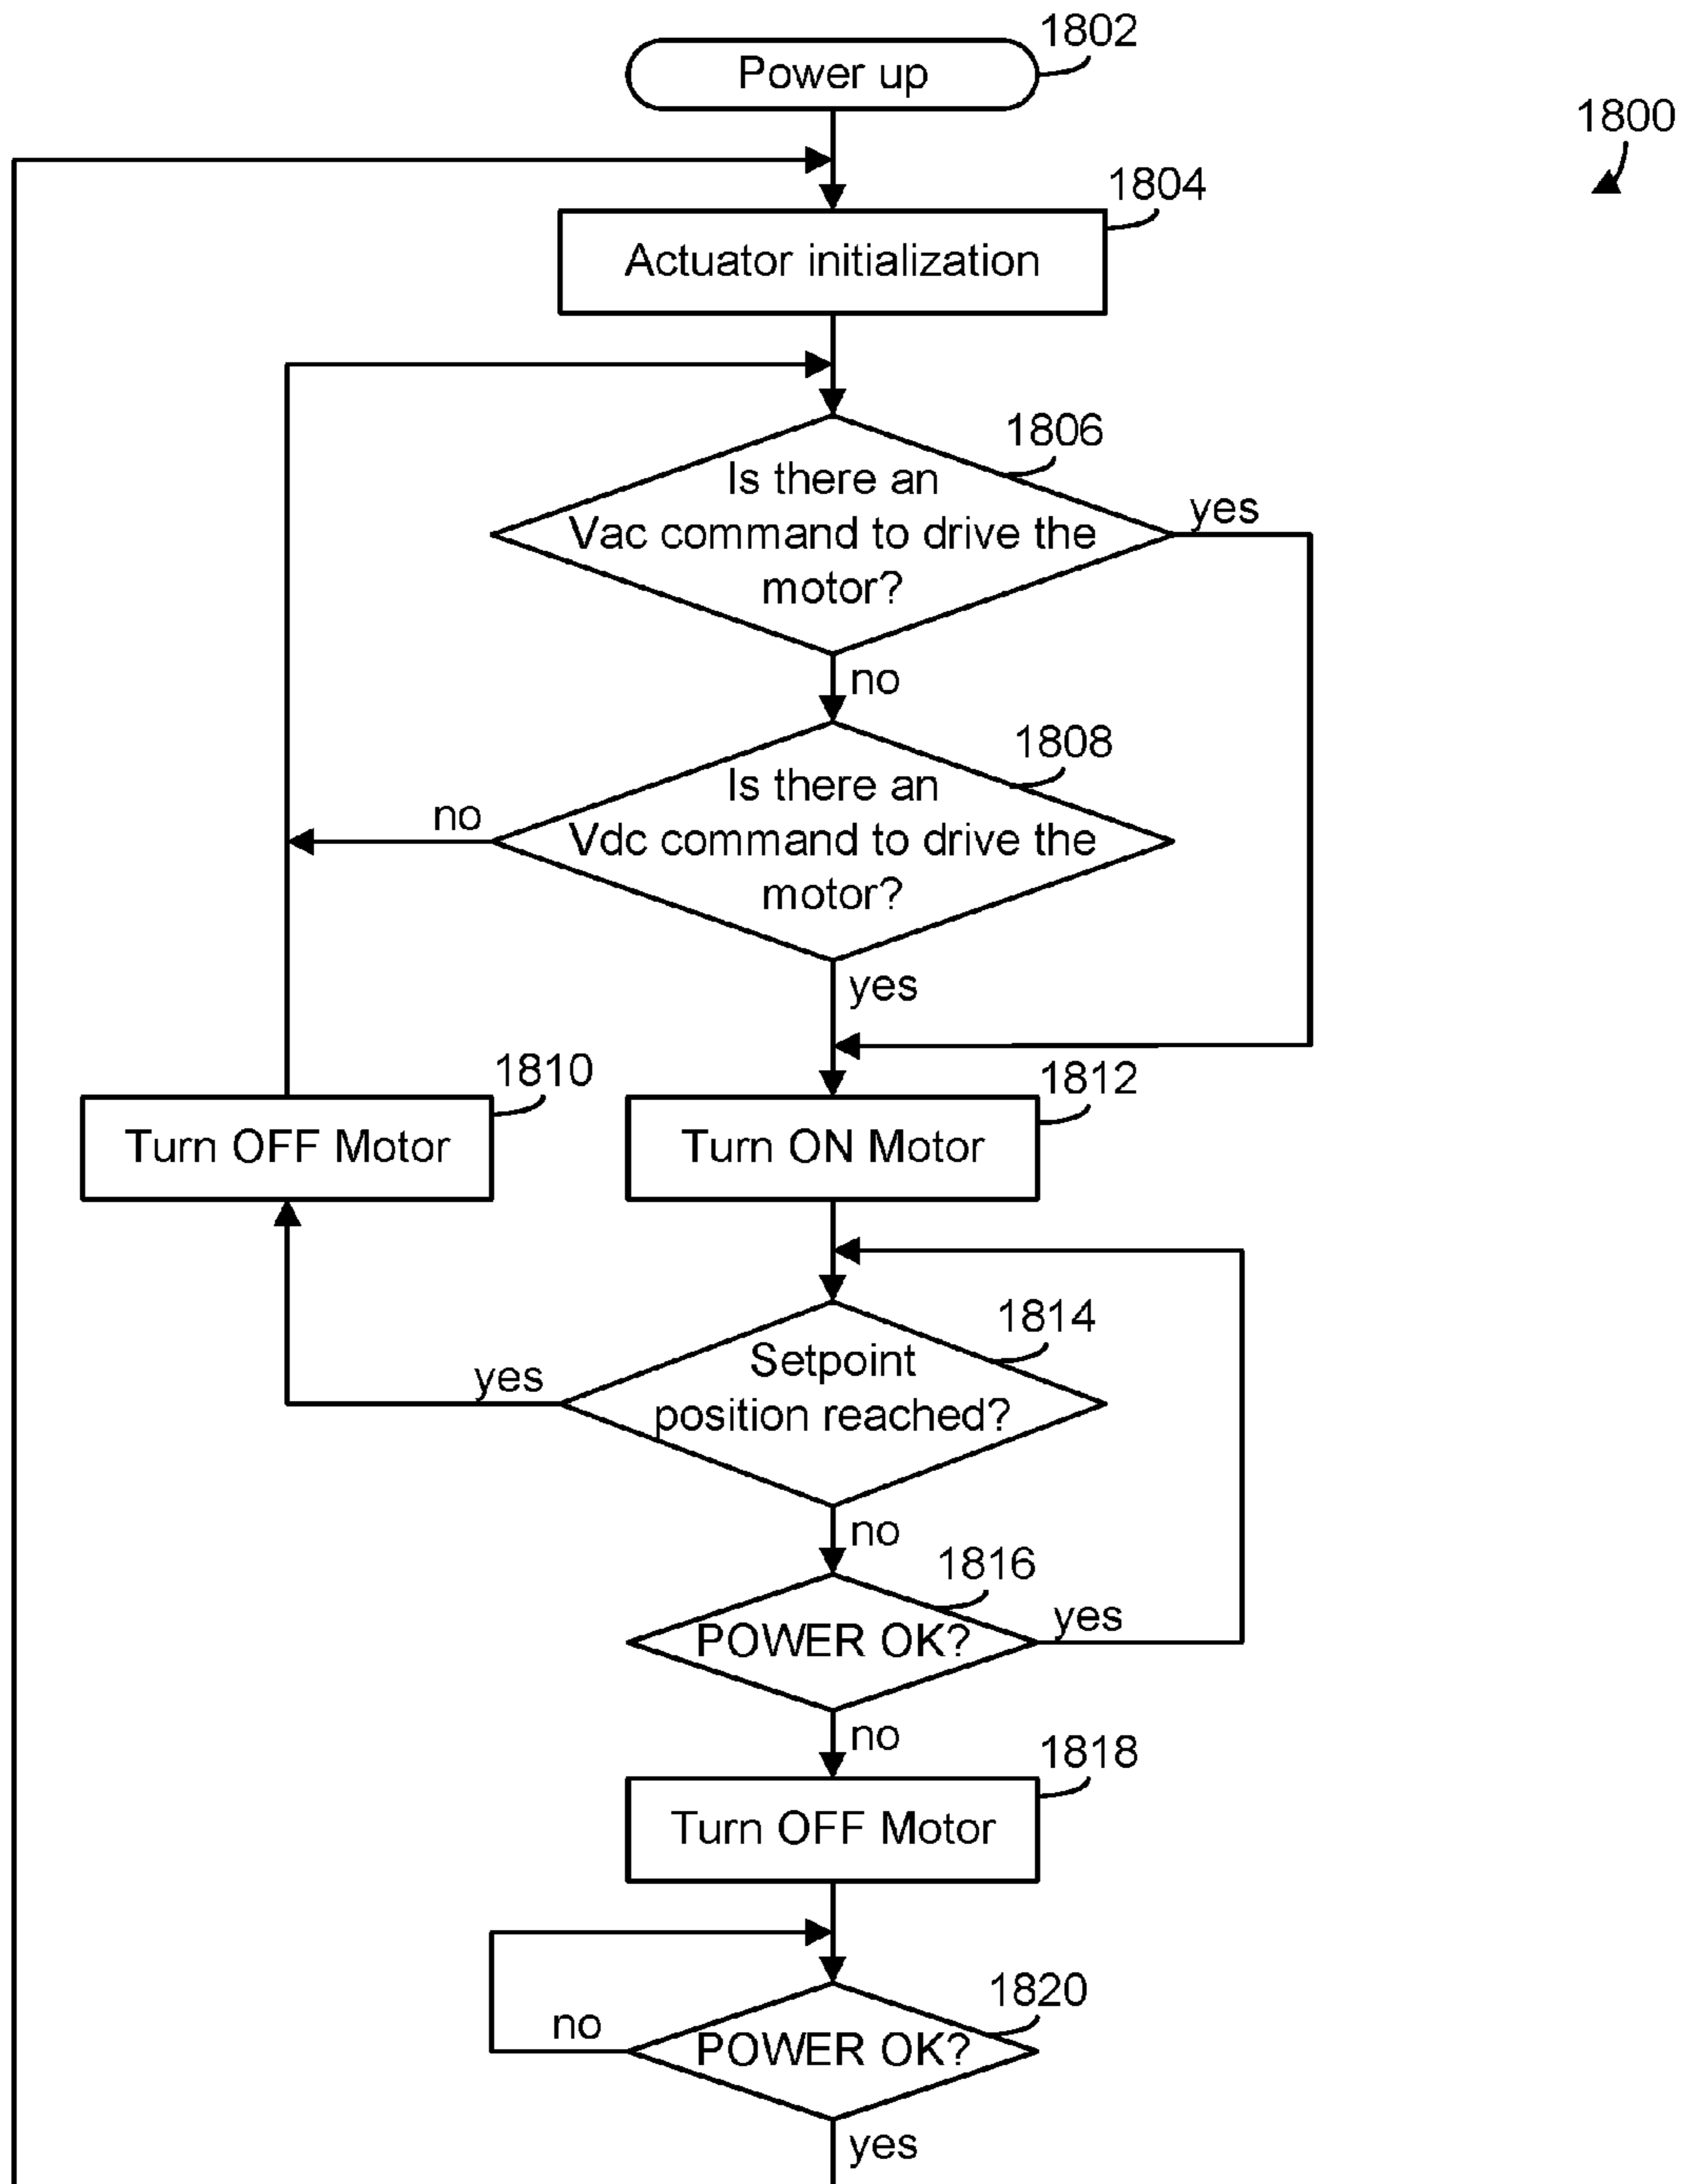 1802
Power up
1800
1804
Actuator initialization
1806
Is there an
Vac command to drive the
motor?
yes
no
1808
Is there an
Vdc command to drive the
motor?
no
yes
1810
Turn OFF Motor
1812
Turn ON Motor
1814
Setpoint
position reached?
yes
no
1816
POWER OK?
yes
no
1818
Turn OFF Motor
1820
POWER OK?
no
yes